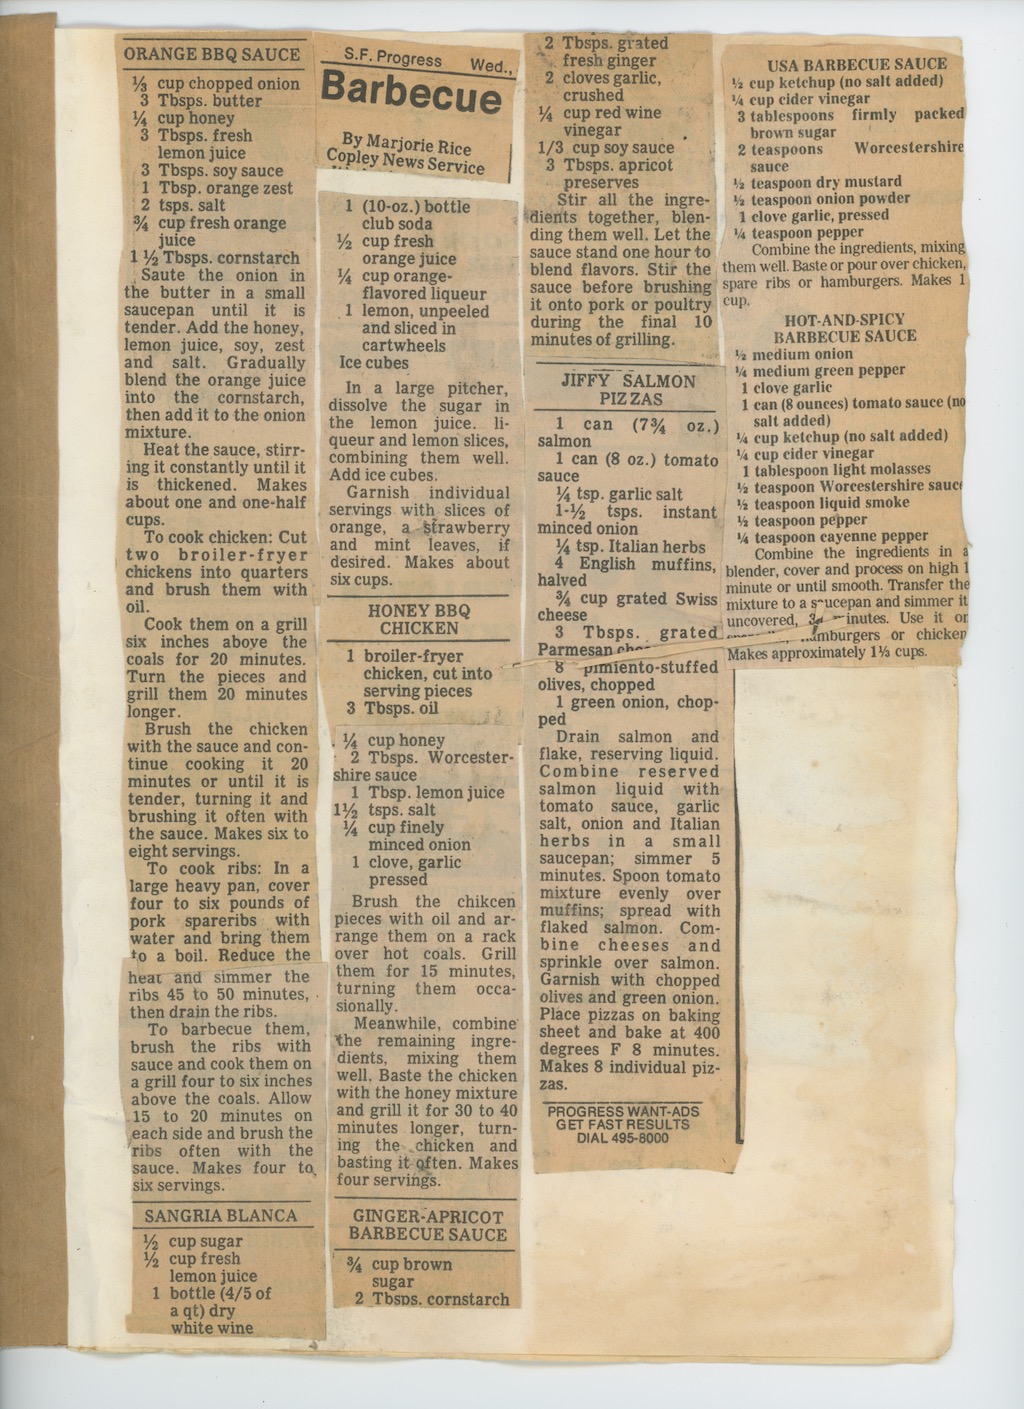 ORANGE BBQ SAUCE
⅓ cup chopped onion
3 Tbsps. butter
¼ cup honey
3 Tbsps. fresh
lemon juice
3 Tbsps. soy sauce
1 Tbsp. orange zest
2 tsps. salt
¾ cup fresh orange
juice
1 ½ Tbsps. cornstarch
Saute the onion in
the butter in a small
saucepan until it is
tender. Add the honey,
lemon juice, soy, zest
and salt. Gradually
blend the orange juice
into the cornstarch,
then add it to the onion
mixture.
Heat the sauce, stirr-
ing it constantly until it
is thickened. Makes
about one and one-half
cups.
To cook chicken: Cut
two broiler-fryer
chickens into quarters
and brush them with
oil.
Cook them on a grill
six inches above the
coals for 20 minutes.
Turn the pieces and
grill them 20 minutes
longer.
Brush the chicken
with the sauce and con-
tinue cooking it 20
minutes or until it is
tender, turning it and
brushing it often with
the sauce. Makes six to
eight servings.
To cook ribs: In a
large heavy pan, cover
four to six pounds of
pork spareribs with
water and bring them
to a boil. Reduce the
heat and simmer the
ribs 45 to 50 minutes,
then drain the ribs.
To barbecue them,
brush the ribs with
sauce and cook them on
a grill four to six inches
above the coals. Allow
15 to 20 minutes on
each side and brush the
ribs often with the
sauce. Makes four to
six servings.
SANGRIA BLANCA
½ cup sugar
½ cup fresh
lemon juice
1 bottle (4/5 of
a qt) dry
white wine
S.F. Progress Wed.,
Barbecue
By Marjorie Rice
Copley News Service
1 (10-oz.) bottle
club soda
½ cup fresh
orange juice
¼ cup orange-
flavored liqueur
1 lemon, unpeeled
and sliced in
cartwheels
Ice cubes
In a large pitcher,
dissolve the sugar in
the lemon juice. li-
queur and lemon slices,
combining them well.
Add ice cubes.
Garnish individual
servings with slices of
orange, a strawberry
and mint leaves, if
desired. Makes about
six cups.
HONEY BBQ
CHICKEN
1 broiler-fryer
chicken, cut into
serving pieces
3 Tbsps. oil
¼ cup honey
2 Tbsps. Worcester-
shire sauce
1 Tbsp. lemon juice
1½ tsps. salt
¼ cup finely
minced onion
1 clove, garlic
pressed
Brush the chikcen
pieces with oil and ar-
range them on a rack
over hot coals. Grill
them for 15 minutes,
turning them occa-
sionally.
Meanwhile, combine
the remaining ingre-
dients, mixing them
well. Baste the chicken
with the honey mixture
and grill it for 30 to 40
minutes longer, turn-
ing the chicken and
basting it often. Makes
four servings.
GINGER-APRICOT
BARBECUE SAUCE
¾ cup brown
sugar
2 Tbsps. cornstarch
2 Tbsps. grated
fresh ginger
2 cloves garlic,
crushed
¼ cup red wine
vinegar
1/3 cup soy sauce
3 Tbsps. apricot
preserves
Stir all the ingre-
dients together, blen-
ding them well. Let the
sauce stand one hour to
blend flavors. Stir the
sauce before brushing
it onto pork or poultry
during the final 10
minutes of grilling.
JIFFY SALMON
PIZZAS
1 can (7¾ oz.)
salmon
1 can (8 oz.) tomato
sauce
¼ tsp. garlic salt
1-½ tsps. instant
minced onion
¼ tsp. Italian herbs
4 English muffins,
halved
¾ cup grated Swiss
cheese
3 Tbsps. grated
Parmesan
8 pimiento-stuffed
olives, chopped
1 green onion, chop-
ped
Drain salmon and
flake, reserving liquid.
Combine reserved
salmon liquid with
tomato sauce, garlic
salt, onion and Italian
herbs in a small
saucepan; simmer 5
minutes. Spoon tomato
mixture evenly over
muffins; spread with
flaked salmon. Com-
bine cheeses and
sprinkle over salmon.
Garnish with chopped
olives and green onion.
Place pizzas on baking
sheet and bake at 400
degrees F 8 minutes.
Makes 8 individual piz-
zas.
PROGRESS WANT-ADS
GET FAST RESULTS
DIAL 495-8000
USA BARBECUE SAUCE
½ cup ketchup (no salt added)
¼ cup cider vinegar
3 tablespoons firmly packed
brown sugar
2 teaspoons Worcestershire
sauce
½ teaspoon dry mustard
½ teaspoon onion powder
1 clove garlic, pressed
¼ teaspoon pepper
Combine the ingredients, mixing
them well. Baste or pour over chicken,
spare ribs or hamburgers. Makes 1
cup.
HOT-AND-SPICY
BARBECUE SAUCE
½ medium onion
¼ medium green pepper
1 clove garlic
1 can (8 ounces) tomato sauce (no
salt added)
¼ cup ketchup (no salt added)
¼ cup cider vinegar
1 tablespoon light molasses
½ teaspoon Worcestershire sauce
½ teaspoon liquid smoke
½ teaspoon pepper
¼ teaspoon cayenne pepper
Combine the ingredients in a
blender, cover and process on high 1
minute or until smooth. Transfer the
mixture to a saucepan and simmer it
uncovered, minutes. Use it on
hamburgers or chicken
Makes approximately 1⅓ cups.